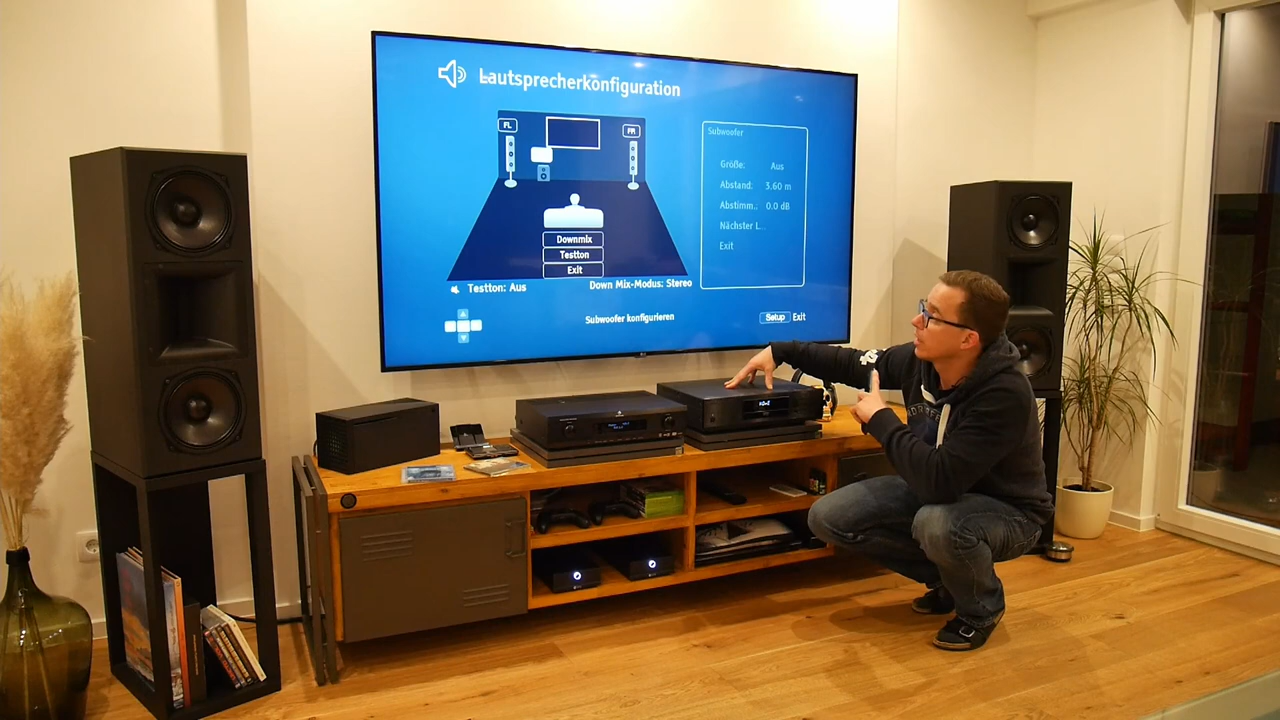 Lautsprecherkonfiguration
FL
FR
Subwoofer
Größe: Aus
Abstand: 3.60 m
Abstimm.: 0.0 dB
Nächster L...
Exit
Downmix
Testton
Exit
Testton: Aus
Down Mix-Modus: Stereo
Subwoofer konfigurieren
Setup Exit